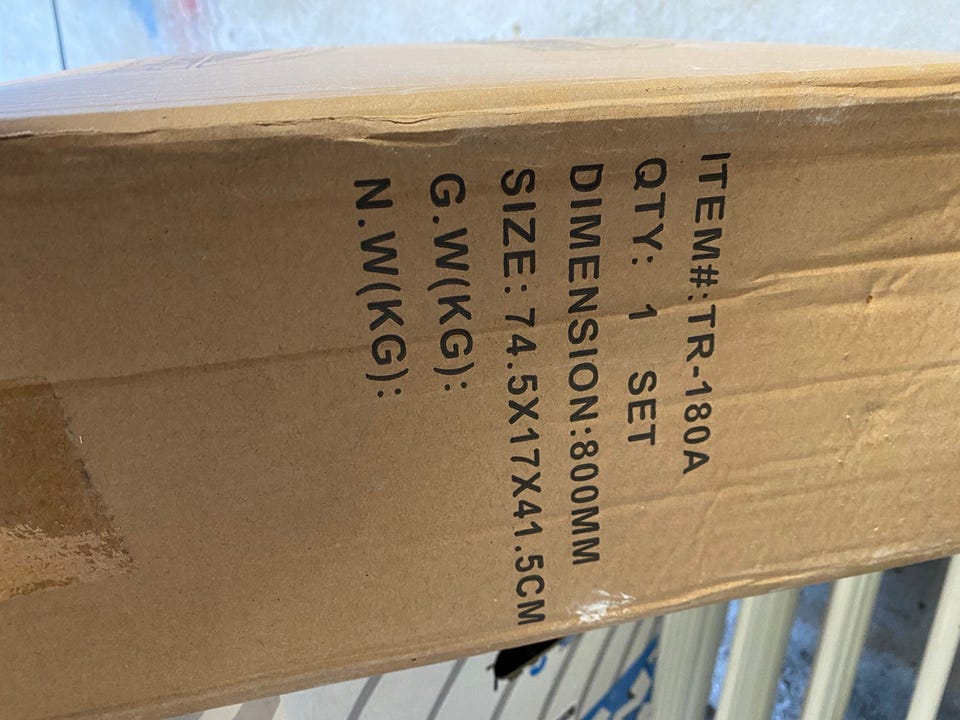 ITEM#:TR-180A
QTY: 1 SET
DIMENSION:800MM
SIZE: 74.5X17X41.5CM
G.W(KG):
N.W(KG):